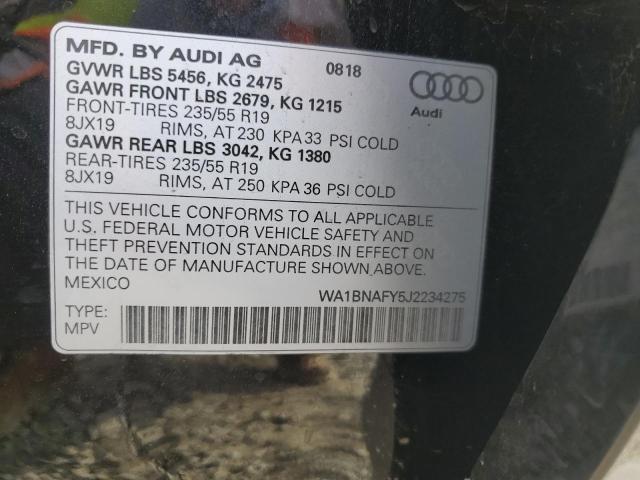 MFD. BY AUDI AG 0818
GVWR LBS 5456, KG 2475
GAWR FRONT LBS 2679, KG 1215
FRONT-TIRES 235/55 R19
8JX19 RIMS, AT 230 KPA 33 PSI COLD
GAWR REAR LBS 3042, KG 1380
REAR-TIRES 235/55 R19
8JX19 RIMS, AT 250 KPA 36 PSI COLD
Audi
THIS VEHICLE CONFORMS TO ALL APPLICABLE
U.S. FEDERAL MOTOR VEHICLE SAFETY AND
THEFT PREVENTION STANDARDS IN EFFECT ON
THE DATE OF MANUFACTURE SHOWN ABOVE.
MEXICO WA1BNAFY5J2234275
TYPE:
MPV